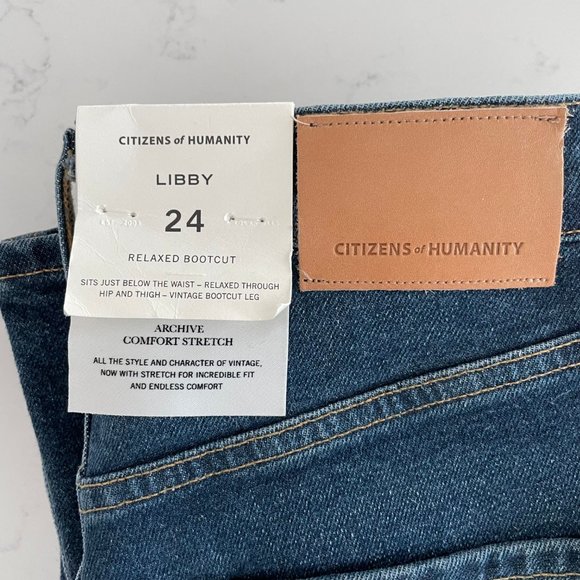 CITIZENS of HUMANITY
LIBBY
24
RELAXED BOOTCUT
SITS JUST BELOW THE WAIST – RELAXED THROUGH
HIP AND THIGH – VINTAGE BOOTCUT LEG
ARCHIVE
COMFORT STRETCH
ALL THE STYLE AND CHARACTER OF VINTAGE,
NOW WITH STRETCH FOR INCREDIBLE FIT
AND ENDLESS COMFORT
CITIZENS of HUMANITY